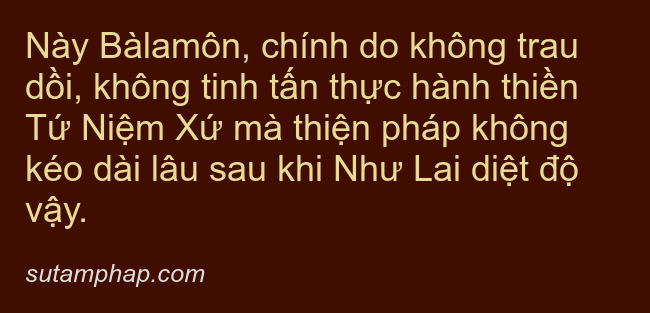 Này Bàlamôn, chính do không trau
dồi, không tinh tấn thực hành thiền
Tứ Niệm Xứ mà thiện pháp không
kéo dài lâu sau khi Như Lai diệt độ
vậy.
sutamphap.com